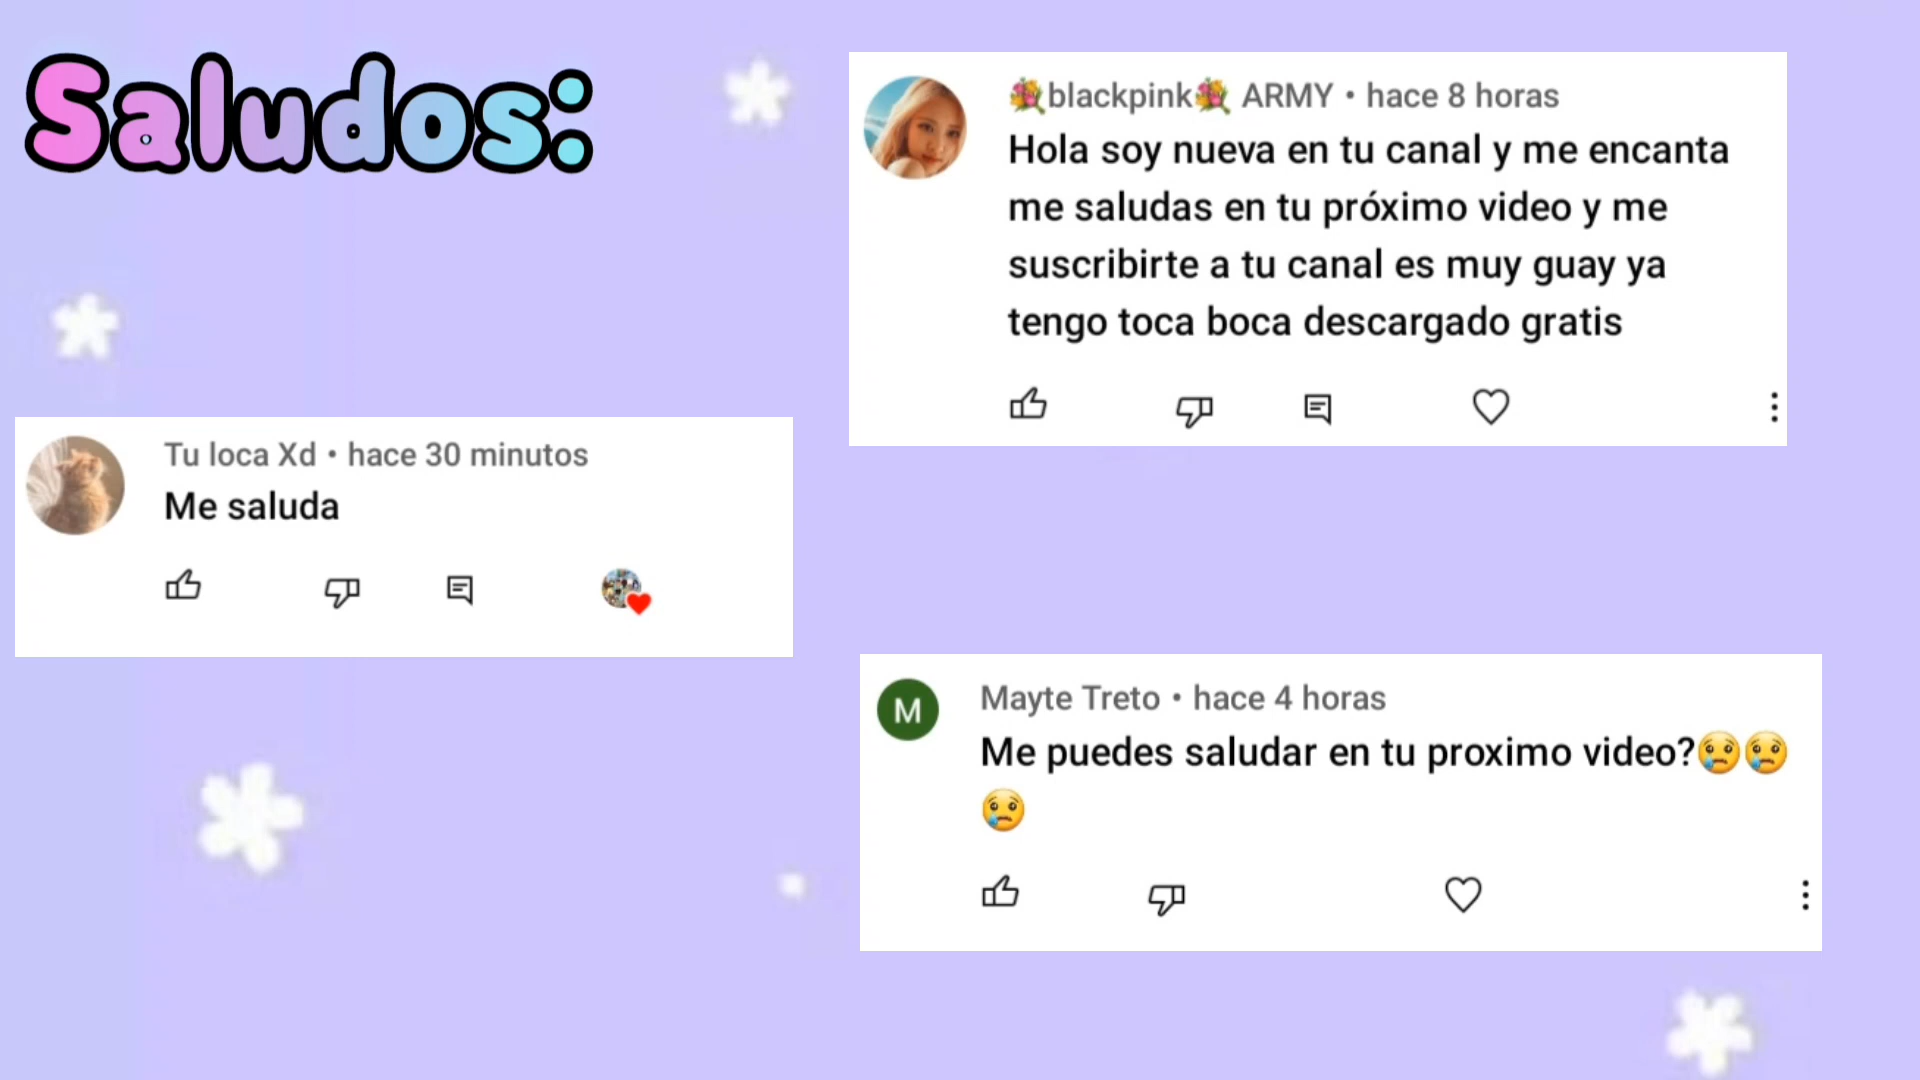 Saludos:
💐blackpink💐 ARMY • hace 8 horas
Hola soy nueva en tu canal y me encanta
me saludas en tu próximo video y me
suscribirte a tu canal es muy guay ya
tengo toca boca descargado gratis
Tu loca Xd • hace 30 minutos
Me saluda
M
Mayte Treto • hace 4 horas
Me puedes saludar en tu proximo video?😢😢
😢